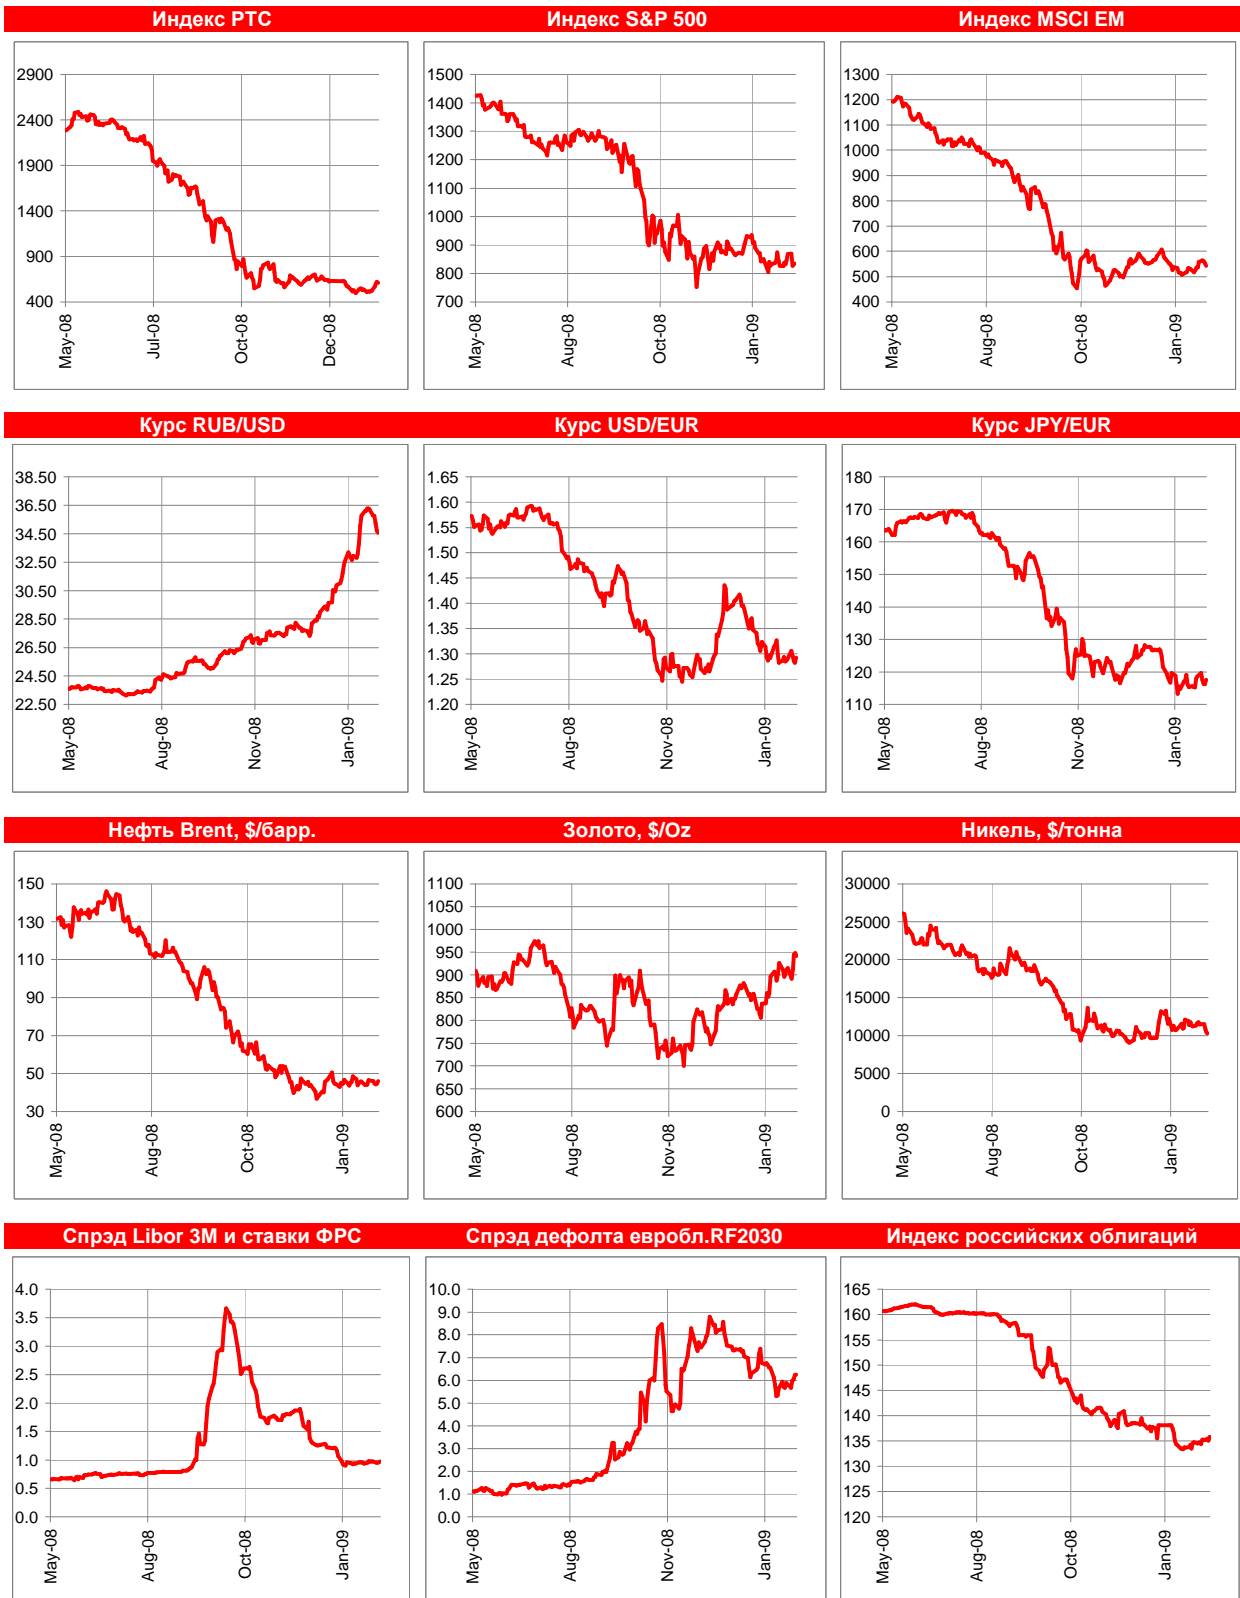 Индекс РТС
Индекс S&P 500
Индекс MSCI EM
2900
2400
1900
1400
900
400
May-08
Jul-08
Oct-08
Dec-08
1500
1400
1300
1200
1100
1000
900
800
700
May-08
Aug-08
Oct-08
Jan-09
1300
1200
1100
1000
900
800
700
600
500
400
May-08
Aug-08
Oct-08
Jan-09
Курс RUB/USD
Курс USD/EUR
Курс JPY/EUR
38.50
36.50
34.50
32.50
30.50
28.50
26.50
24.50
22.50
May-08
Aug-08
Nov-08
Jan-09
1.65
1.60
1.55
1.50
1.45
1.40
1.35
1.30
1.25
1.20
May-08
Aug-08
Nov-08
Jan-09
180
170
160
150
140
130
120
110
May-08
Aug-08
Nov-08
Jan-09
Нефть Brent, $/барр.
Золото, $/Oz
Никель, $/тонна
150
130
110
90
70
50
30
May-08
Aug-08
Oct-08
Jan-09
1100
1050
1000
950
900
850
800
750
700
650
600
May-08
Aug-08
Nov-08
Jan-09
30000
25000
20000
15000
10000
5000
0
May-08
Aug-08
Oct-08
Jan-09
Спрэд Libor 3M и ставки ФРС
Спрэд дефолта евробл.RF2030
Индекс российских облигаций
4.0
3.5
3.0
2.5
2.0
1.5
1.0
0.5
0.0
May-08
Aug-08
Oct-08
Jan-09
10.0
9.0
8.0
7.0
6.0
5.0
4.0
3.0
2.0
1.0
0.0
May-08
Aug-08
Nov-08
Jan-09
165
160
155
150
145
140
135
130
125
120
May-08
Aug-08
Oct-08
Jan-09